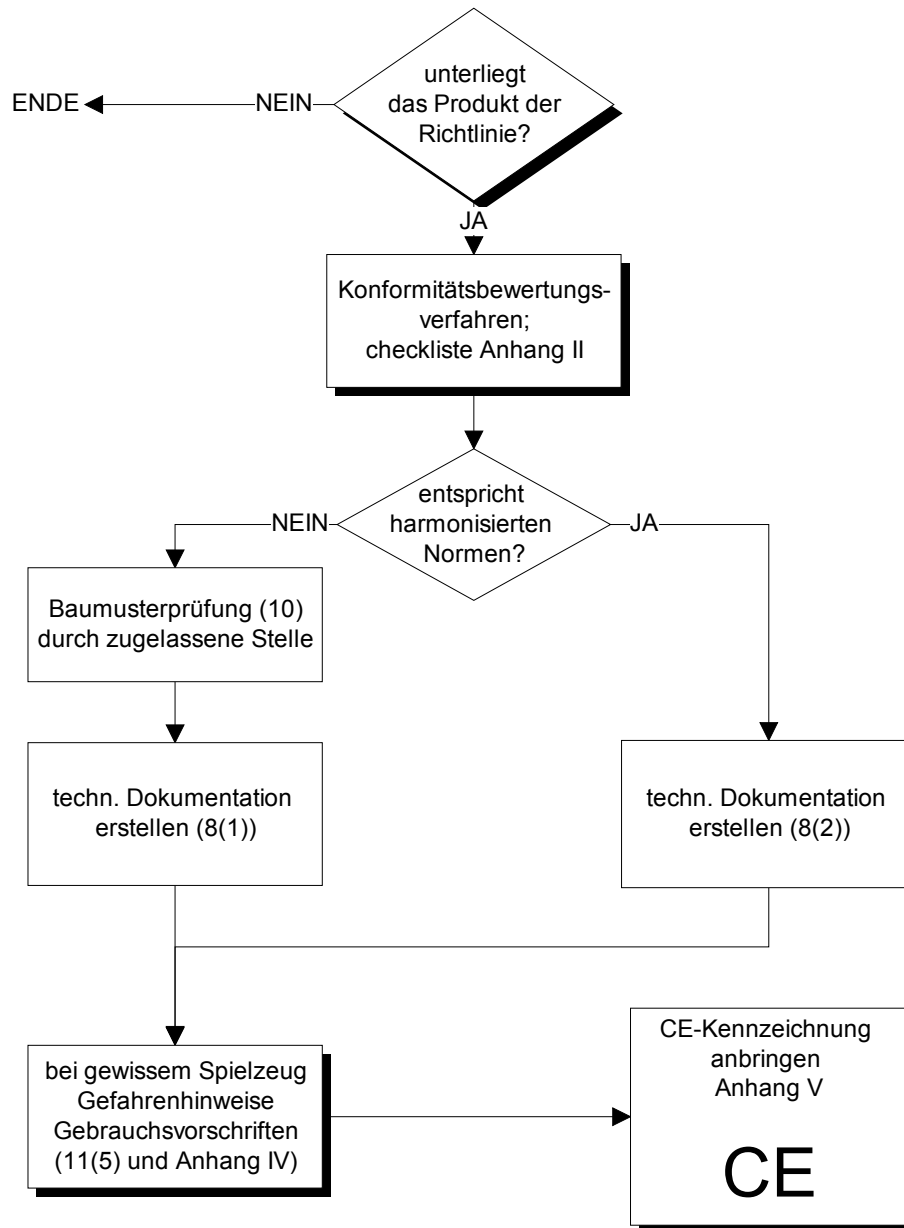 unterliegt
das Produkt der
Richtlinie?
NEIN
ENDE
JA
Konformitätsbewertungs-
verfahren;
checkliste Anhang II
entspricht
harmonisierten
Normen?
NEIN
JA
Baumusterprüfung (10)
durch zugelassene Stelle
techn. Dokumentation
erstellen (8(1))
techn. Dokumentation
erstellen (8(2))
bei gewissem Spielzeug
Gefahrenhinweise
Gebrauchsvorschriften
(11(5) und Anhang IV)
CE-Kennzeichnung
anbringen
Anhang V
CE